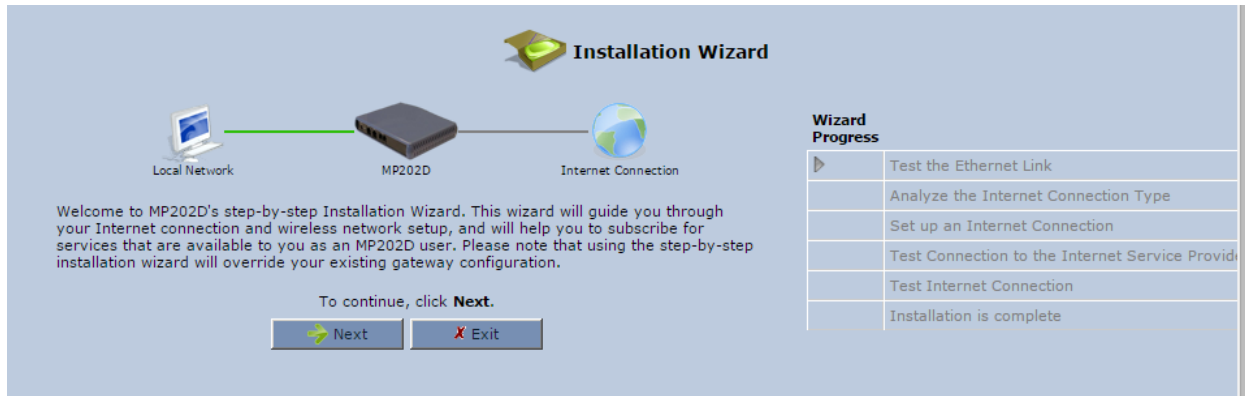 Installation Wizard
Local Network
MP202D
Internet Connection
Welcome to MP202D's step-by-step Installation Wizard. This wizard will guide you through
your Internet connection and wireless network setup, and will help you to subscribe for
services that are available to you as an MP202D user. Please note that using the step-by-step
installation wizard will override your existing gateway configuration.
To continue, click Next.
Next
Exit
Wizard
Progress
Test the Ethernet Link
Analyze the Internet Connection Type
Set up an Internet Connection
Test Connection to the Internet Service Provid
Test Internet Connection
Installation is complete